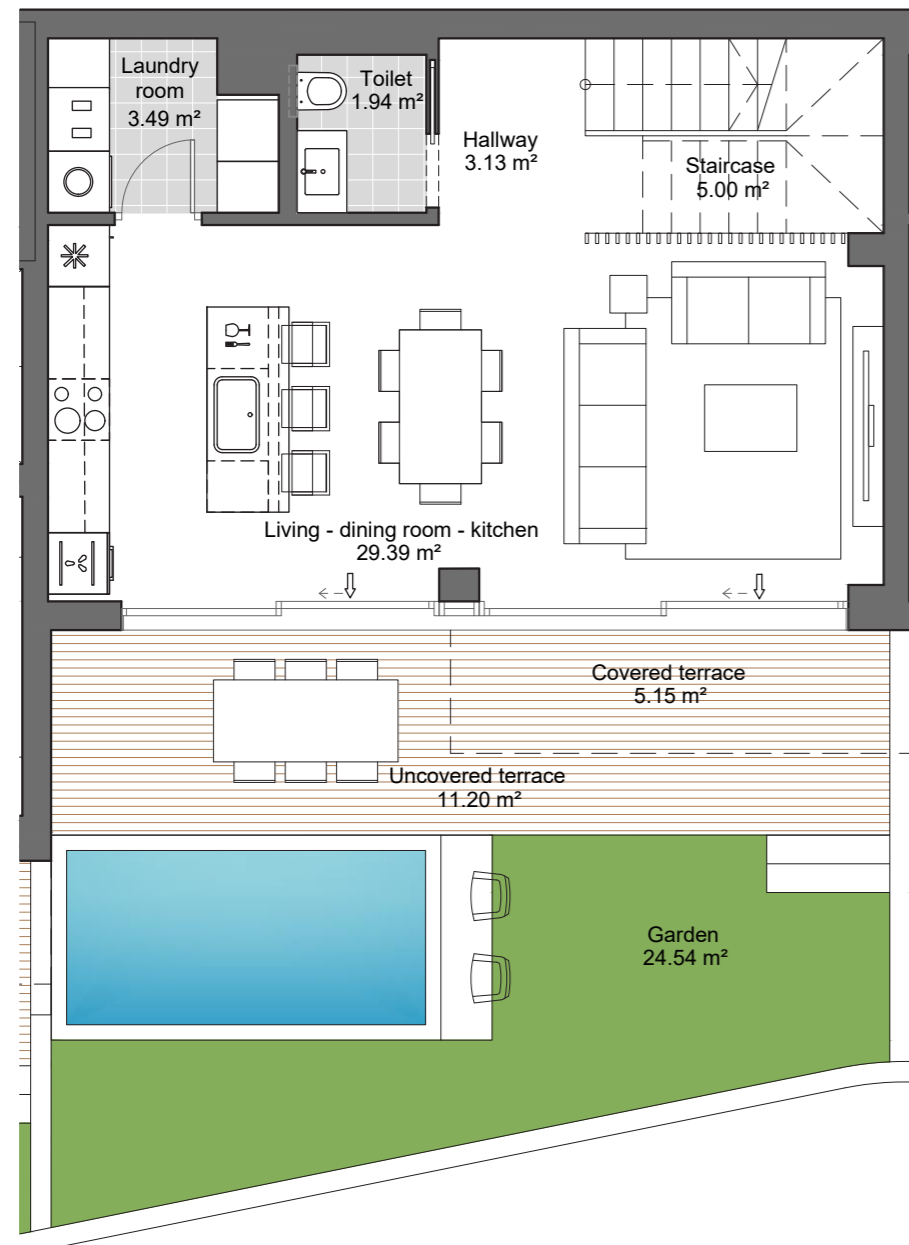 Laundry
room
3.49 m²
Toilet
1.94 m²
Hallway
3.13 m²
Staircase
5.00 m²
Living - dining room - kitchen
29.39 m²
Covered terrace
5.15 m²
Uncovered terrace
11.20 m²
Garden
24.54 m²